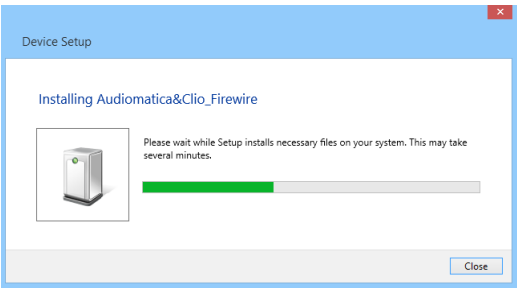 Device Setup
Installing Audiomatica&Clio_Firewire
Please wait while Setup installs necessary files on your system. This may take
several minutes.
Close